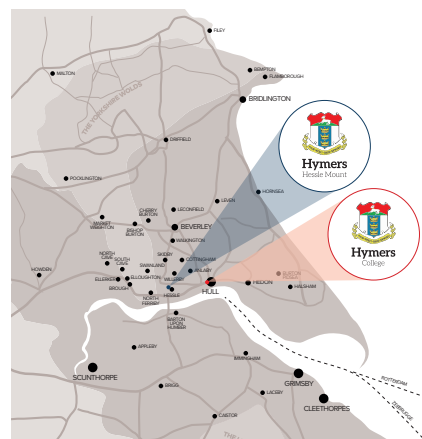 FILEY
MALTON
BEMPTON
FLAMBOROUGH
BRIDLINGTON
THE YORKSHIRE WOLDS
DRIFFIELD
Hymers
Hessle Mount
POCKLINGTON
HORNSEA
LEVEN
LECONFIELD
CHERRY
BURTON
MARKET
WEIGHTON
BISHOP
BURTON
BEVERLEY
WALKINGTON
Hymers
College
NORTH
CAVE
SOUTH
CAVE
SKIDBY
COTTINGHAM
SWANLAND
ANLABY
HOWDEN
ELLERKER
ELLOUGHTON
WILLERBY
BROUGH
NORTH
FERRIBY
HESSLE
HULL
HEDON
BURTON
PIDSEA
HALSHAM
BARTON
UPON
HUMBER
APPLEBY
IMMINGHAM
SCUNTHORPE
GRIMSBY
ROTTERDAM
BRIGG
LACEBY
CLEETHORPES
ZEEBRUGGE
CAISTOR
THE